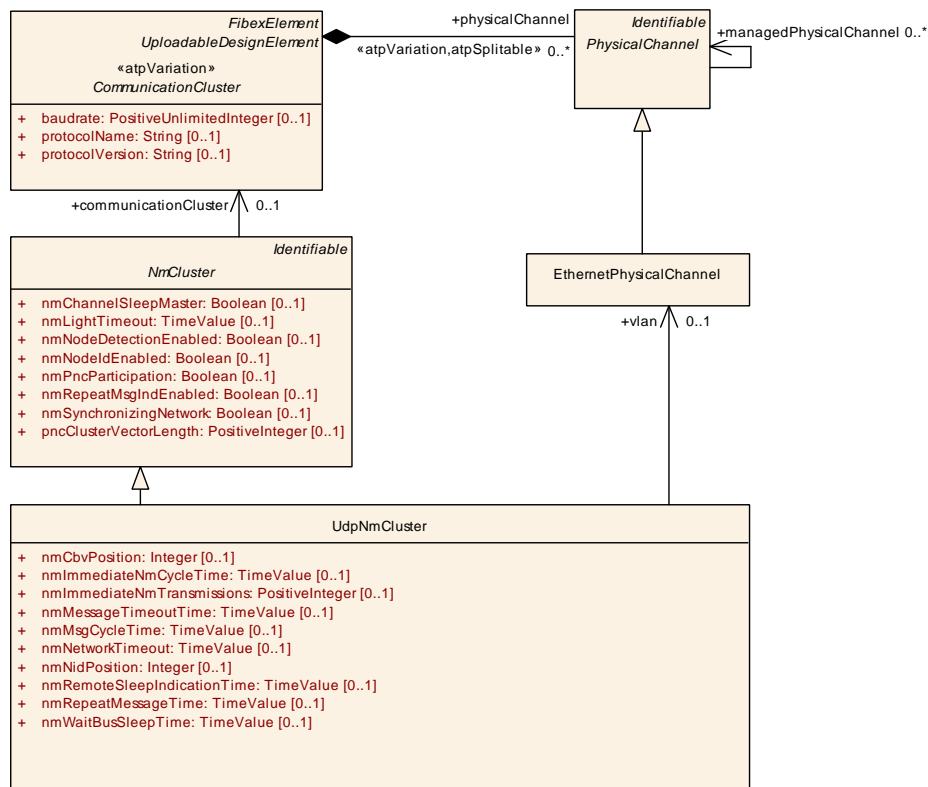 FibexElement
UploadableDesignElement
«atpVariation»
CommunicationCluster
+ baudrate: PositiveUnlimitedInteger [0..1]
+ protocolName: String [0..1]
+ protocolVersion: String [0..1]
+physicalChannel
«atpVariation,atpSplitable» 0..*
Identifiable
PhysicalChannel
+managedPhysicalChannel 0..*
+communicationCluster 0..1
Identifiable
NmCluster
+ nmChannelSleepMaster: Boolean [0..1]
+ nmLightTimeout: TimeValue [0..1]
+ nmNodeDetectionEnabled: Boolean [0..1]
+ nmNodeIdEnabled: Boolean [0..1]
+ nmPncParticipation: Boolean [0..1]
+ nmRepeatMsgIndEnabled: Boolean [0..1]
+ nmSynchronizingNetwork: Boolean [0..1]
+ pncClusterVectorLength: PositiveInteger [0..1]
EthernetPhysicalChannel
+vlan 0..1
UdpNmCluster
+ nmCbvPosition: Integer [0..1]
+ nmImmediateNmCycleTime: TimeValue [0..1]
+ nmImmediateNmTransmissions: PositiveInteger [0..1]
+ nmMessageTimeoutTime: TimeValue [0..1]
+ nmMsgCycleTime: TimeValue [0..1]
+ nmNetworkTimeout: TimeValue [0..1]
+ nmNidPosition: Integer [0..1]
+ nmRemoteSleepIndicationTime: TimeValue [0..1]
+ nmRepeatMessageTime: TimeValue [0..1]
+ nmWaitBusSleepTime: TimeValue [0..1]